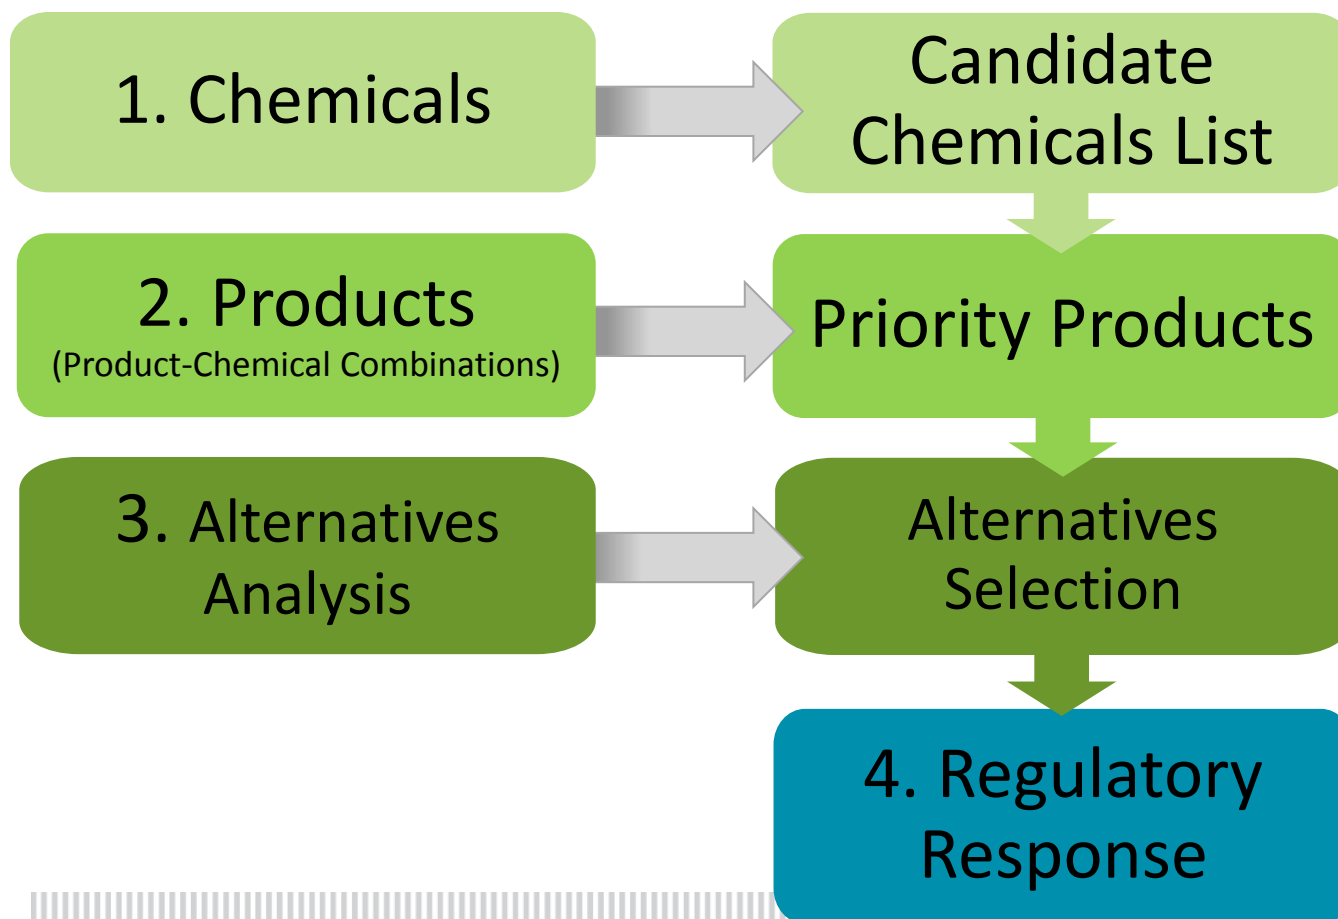 1. Chemicals
Candidate
Chemicals List
2. Products
(Product-Chemical Combinations)
Priority Products
3. Alternatives
Analysis
Alternatives
Selection
4. Regulatory
Response